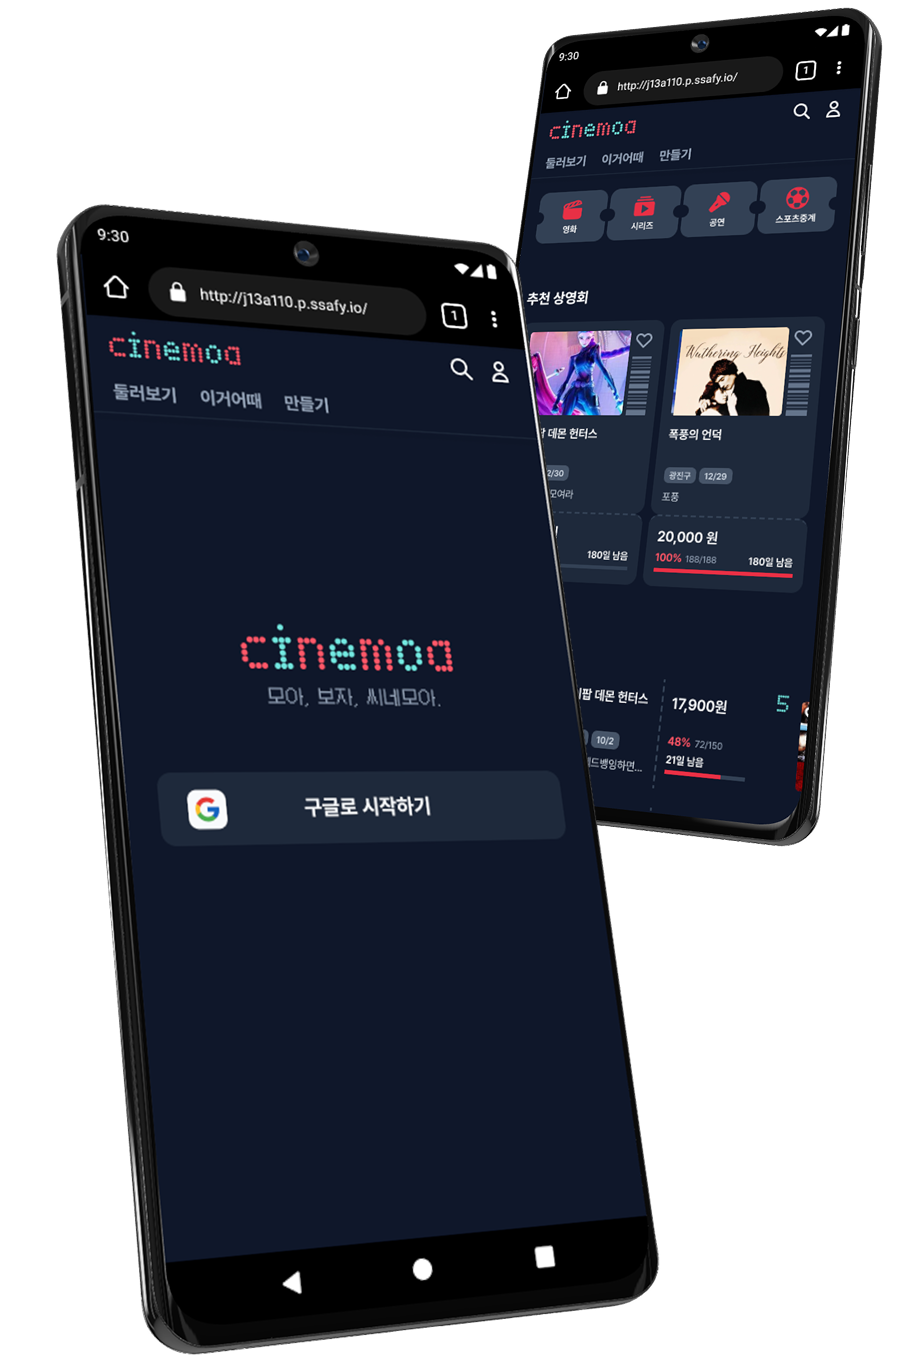 9:30
http://j13a110.p.ssafy.io/
1
cinemoa
둘러보기 이거어때 만들기
cinemoa
모아, 보자, 씨네모아.
구글로 시작하기
9:30
http://j13a110.p.ssafy.io/
1
cinemoa
둘러보기 이거어때 만들기
영화 시리즈 공연 스포츠중계
추천 상영회
데몬 헌터스
2/30
모여라
180일 남음
Wuthering Heights
폭풍의 언덕
광진구 12/29
포풍
20,000 원
100% 188/188 180일 남음
팝 데몬 헌터스
10/2
드뱅잉하면...
17,900원
48% 72/150
21일 남음
5